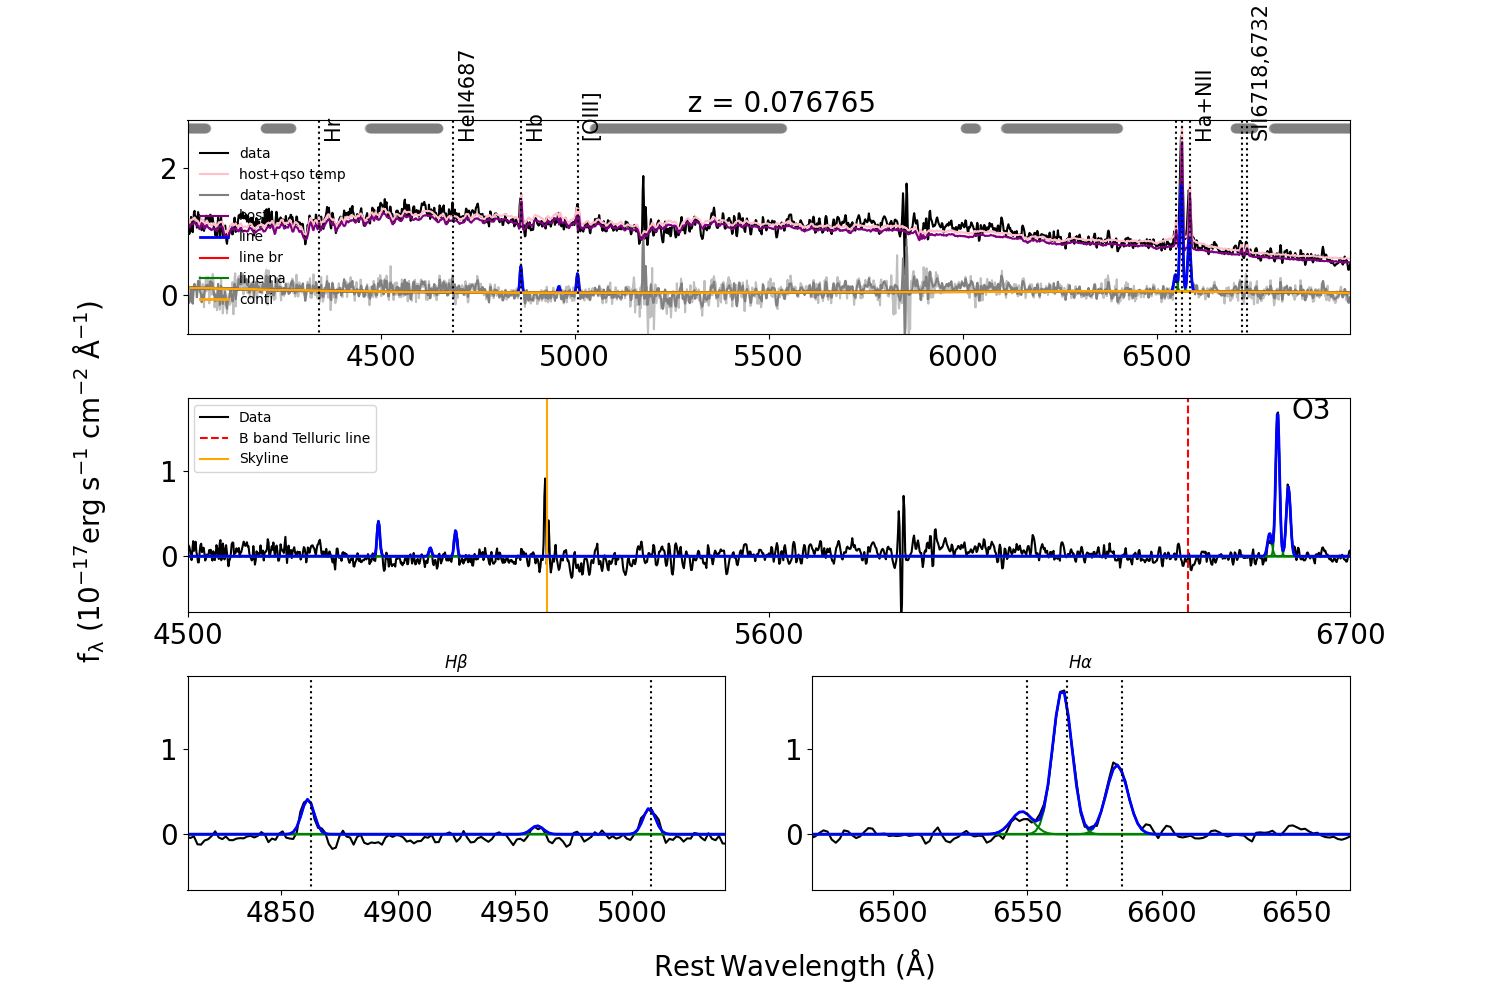 Hr
HeII4687
Hb
[OIII]
Ha+NII
SII6718,6732
z = 0.076765
data
host+qso temp
data-host
host
line
line br
line na
conti
2
0
4500 5000 5500 6000 6500
f_λ (10^−17 erg s^−1 cm^−2 Å^−1)
Data
B band Telluric line
Skyline
O3
1
0
4500 5600 6700
Hβ
1
0
4850 4900 4950 5000
Hα
1
0
6500 6550 6600 6650
Rest Wavelength (Å)